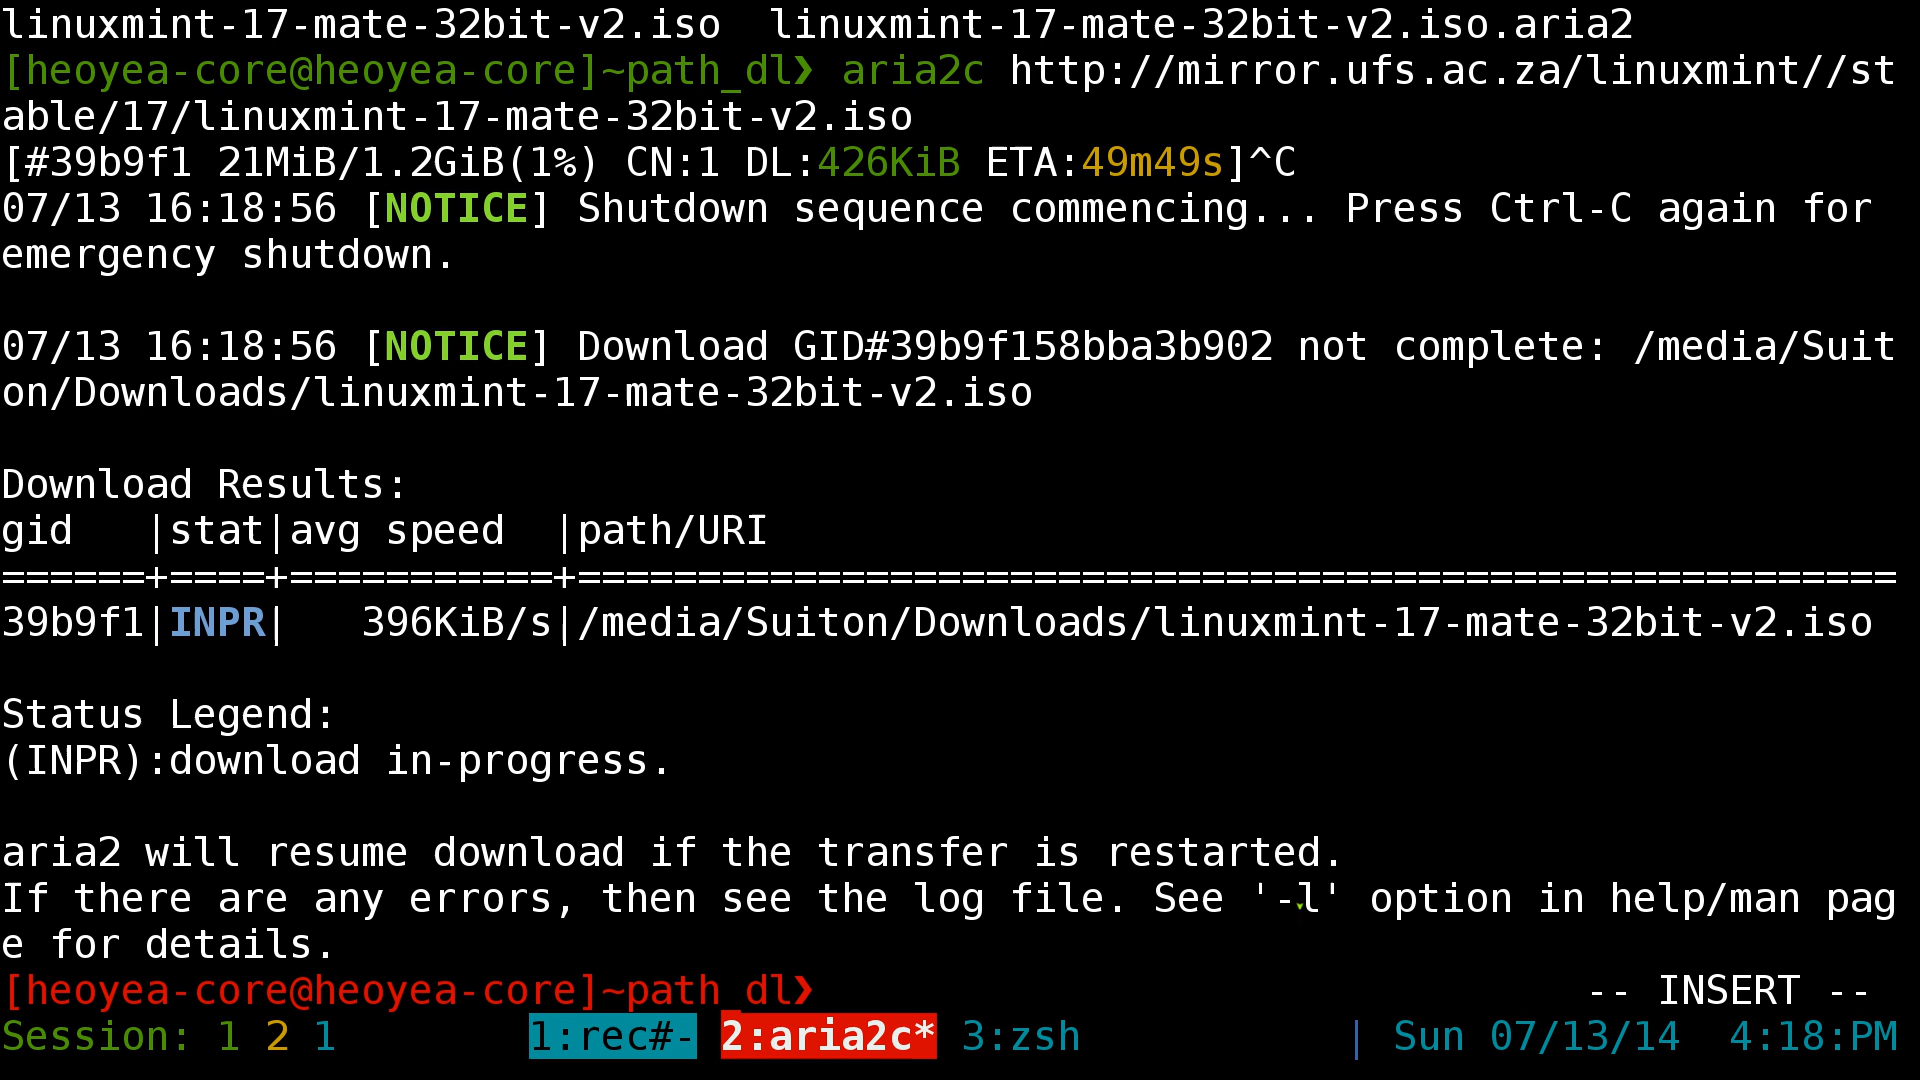 linuxmint-17-mate-32bit-v2.iso  linuxmint-17-mate-32bit-v2.iso.aria2
[heoyea-core@heoyea-core]~path_dl❯ aria2c http://mirror.ufs.ac.za/linuxmint//st
able/17/linuxmint-17-mate-32bit-v2.iso
[#39b9f1 21MiB/1.2GiB(1%) CN:1 DL:426KiB ETA:49m49s]^C
07/13 16:18:56 [NOTICE] Shutdown sequence commencing... Press Ctrl-C again for
emergency shutdown.

07/13 16:18:56 [NOTICE] Download GID#39b9f158bba3b902 not complete: /media/Suit
on/Downloads/linuxmint-17-mate-32bit-v2.iso

Download Results:
gid   |stat|avg speed  |path/URI
======+====+===========+=======================================================
39b9f1|INPR|   396KiB/s|/media/Suiton/Downloads/linuxmint-17-mate-32bit-v2.iso

Status Legend:
(INPR):download in-progress.

aria2 will resume download if the transfer is restarted.
If there are any errors, then see the log file. See '-l' option in help/man pag
e for details.
[heoyea-core@heoyea-core]~path_dl❯ -- INSERT --
Session: 1 2 1 1:rec#- 2:aria2c* 3:zsh | Sun 07/13/14  4:18:PM